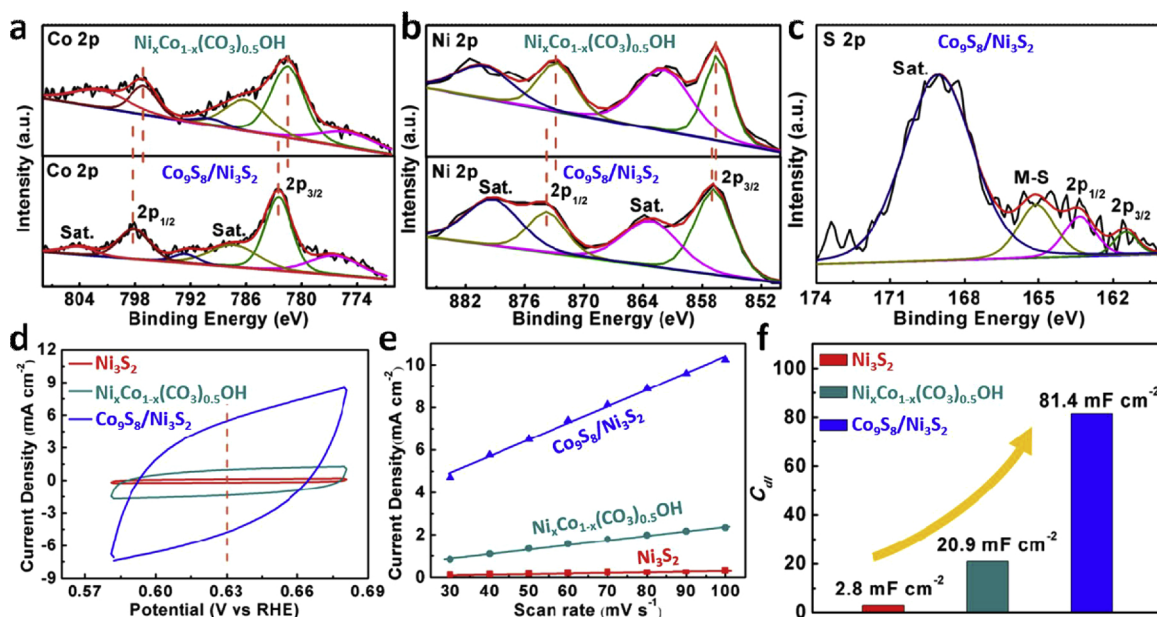 a
Co 2p
NiₓCo₁₋ₓ(CO₃)₀.₅OH
Co 2p
Co₉S₈/Ni₃S₂
2p₃/₂
2p₁/₂
Sat.
Sat.
Intensity (a.u.)
804 798 792 786 780 774
Binding Energy (eV)
b
Ni 2p
NiₓCo₁₋ₓ(CO₃)₀.₅OH
Ni 2p
Co₉S₈/Ni₃S₂
Sat.
2p₁/₂
Sat.
2p₃/₂
Intensity (a.u.)
882 876 870 864 856 850
Binding Energy (eV)
c
S 2p
Co₉S₈/Ni₃S₂
Sat.
M-S
2p₁/₂
2p₃/₂
Intensity (a.u.)
174 171 168 165 162
Binding Energy (eV)
d
Ni₃S₂
NiₓCo₁₋ₓ(CO₃)₀.₅OH
Co₉S₈/Ni₃S₂
Current Density (mA cm⁻²)
12
9
6
3
0
-3
-6
-9
0.57 0.60 0.63 0.66 0.69
Potential (V vs RHE)
e
Co₉S₈/Ni₃S₂
NiₓCo₁₋ₓ(CO₃)₀.₅OH
Ni₃S₂
Current Density(mA cm⁻²)
12
10
8
6
4
2
0
30 40 50 60 70 80 90 100
Scan rate (mV s⁻¹)
f
Ni₃S₂
NiₓCo₁₋ₓ(CO₃)₀.₅OH
Co₉S₈/Ni₃S₂
81.4 mF cm⁻²
20.9 mF cm⁻²
2.8 mF cm⁻²
C_dl
100
80
60
40
20
0